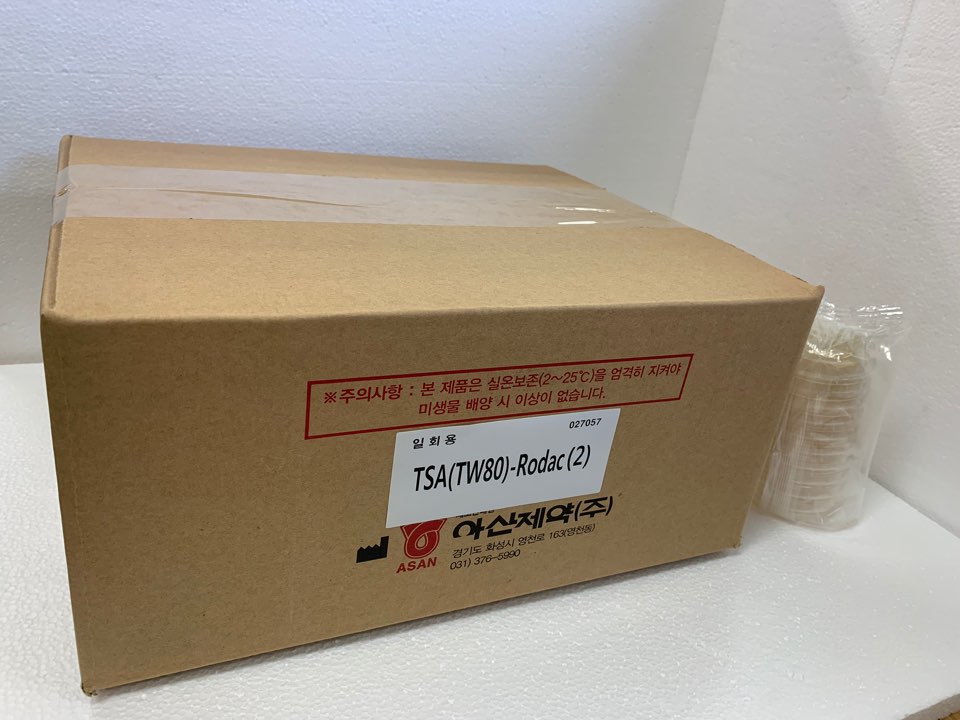 ※주의사항 : 본 제품은 실온보존(2~25℃)을 엄격히 지켜야
미생물 배양 시 이상이 없습니다.
일회용
027057
TSA(TW80)-Rodac (2)
아산제약(주)
ASAN
경기도 화성시 영천로 163(영천동)
031) 376-5990